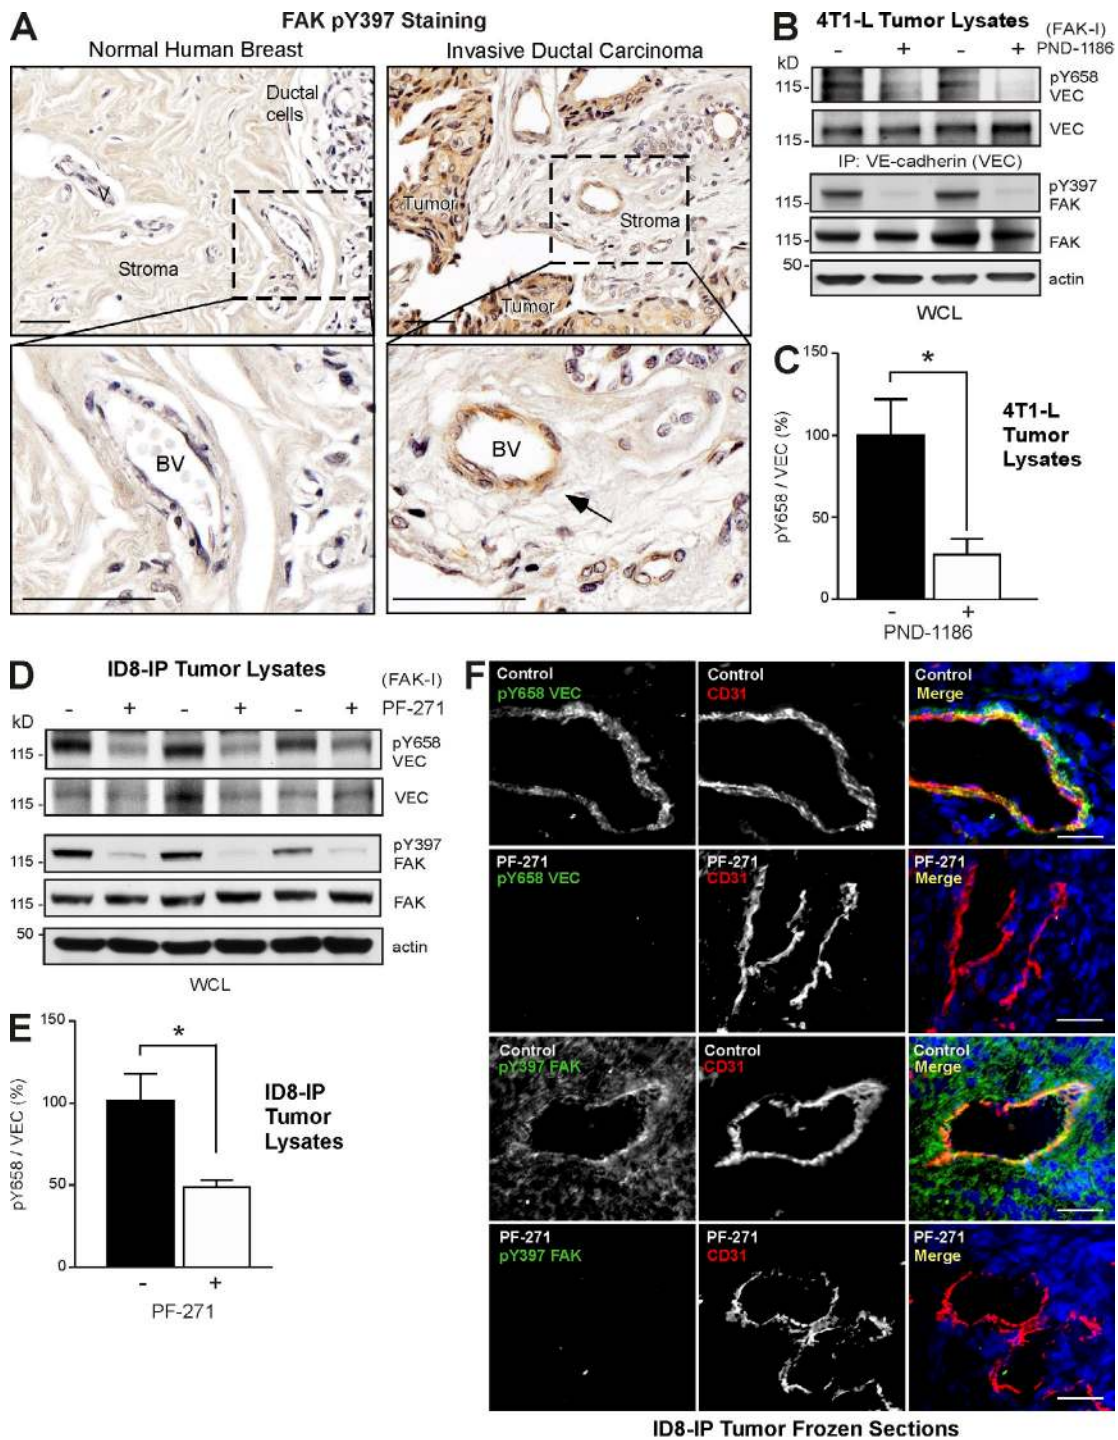 A
FAK pY397 Staining
Normal Human Breast
Invasive Ductal Carcinoma
Ductal
cells
V
Stroma
Tumor
Stroma
Tumor
BV
BV
B
4T1-L Tumor Lysates
(FAK-I)
- + - + PND-1186
kD
115
pY658
VEC
115
VEC
IP: VE-cadherin (VEC)
115
pY397
FAK
115
FAK
50
actin
WCL
C
150
100
50
0
pY658 / VEC (%)
*
4T1-L
Tumor
Lysates
- +
PND-1186
D
ID8-IP Tumor Lysates
(FAK-I)
- + - + - + PF-271
kD
115
pY658
VEC
115
VEC
115
pY397
FAK
115
FAK
50
actin
WCL
E
150
100
50
0
pY658 / VEC (%)
*
ID8-IP
Tumor
Lysates
- +
PF-271
F
Control
pY658 VEC
Control
CD31
Control
Merge
PF-271
pY658 VEC
PF-271
CD31
PF-271
Merge
Control
pY397 FAK
Control
CD31
Control
Merge
PF-271
pY397 FAK
PF-271
CD31
PF-271
Merge
ID8-IP Tumor Frozen Sections